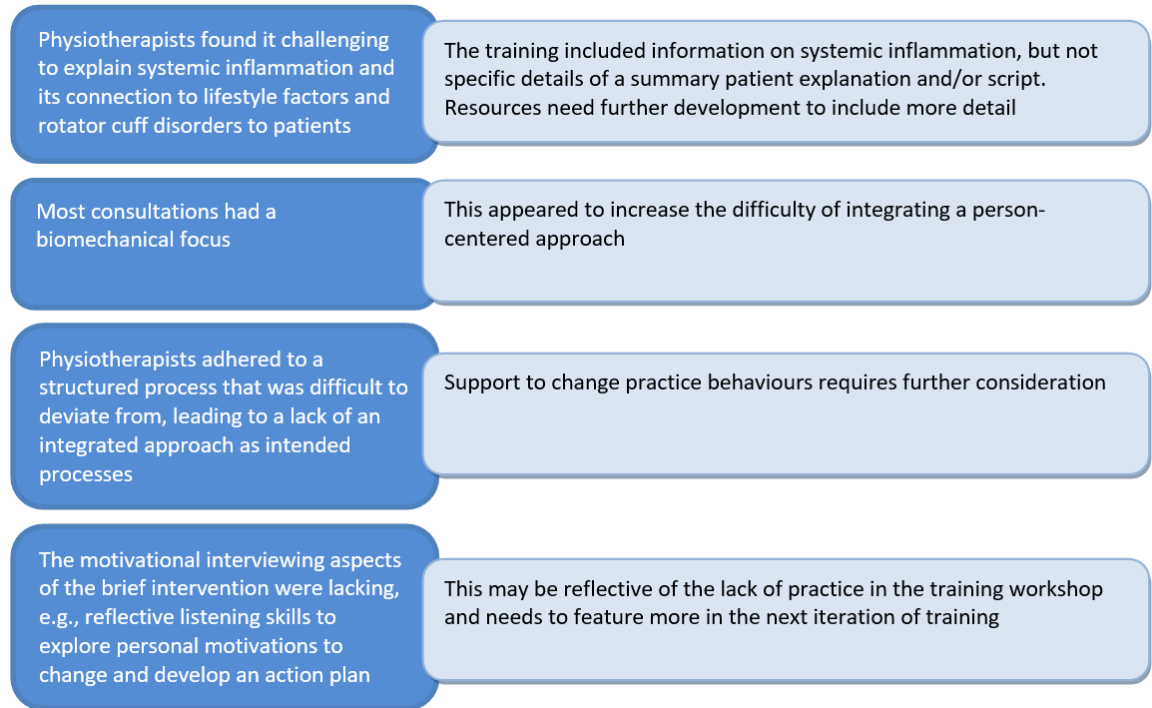 Physiotherapists found it challenging
to explain systemic inflammation and
its connection to lifestyle factors and
rotator cuff disorders to patients
The training included information on systemic inflammation, but not
specific details of a summary patient explanation and/or script.
Resources need further development to include more detail
Most consultations had a
biomechanical focus
This appeared to increase the difficulty of integrating a person-
centered approach
Physiotherapists adhered to a
structured process that was difficult to
deviate from, leading to a lack of an
integrated approach as intended
processes
Support to change practice behaviours requires further consideration
The motivational interviewing aspects
of the brief intervention were lacking,
e.g., reflective listening skills to
explore personal motivations to
change and develop an action plan
This may be reflective of the lack of practice in the training workshop
and needs to feature more in the next iteration of training